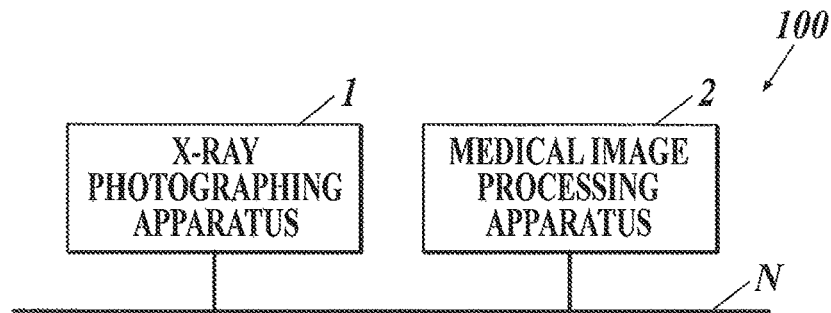 100
1
2
X-RAY
PHOTOGRAPHING
APPARATUS
MEDICAL IMAGE
PROCESSING
APPARATUS
N